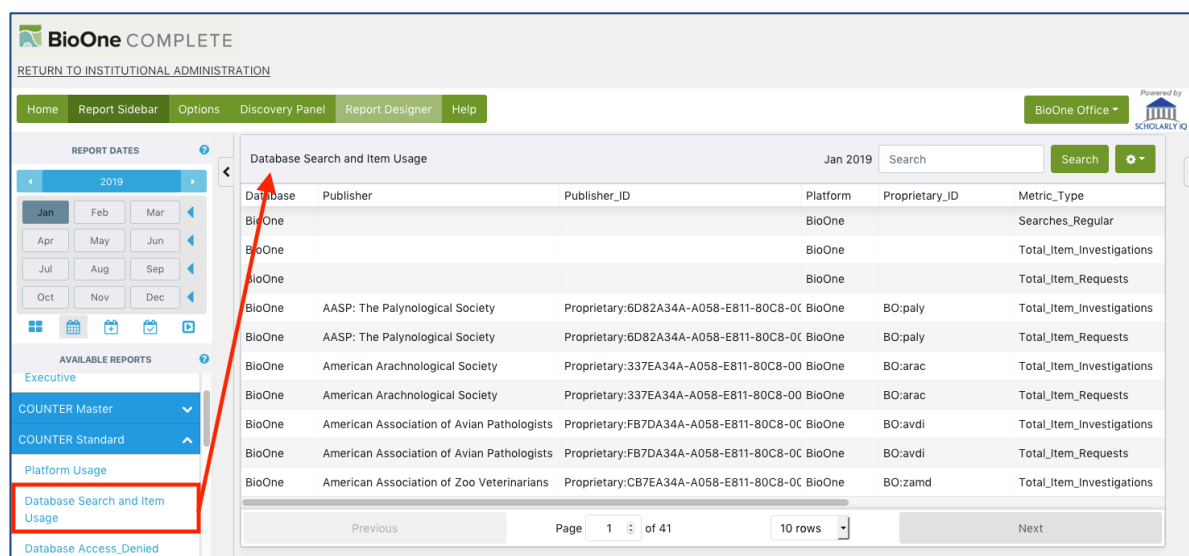 BioOne COMPLETE
RETURN TO INSTITUTIONAL ADMINISTRATION
Home Report Sidebar Options Discovery Panel Report Designer Help BioOne Office
Powered by
SCHOLARLY iQ
REPORT DATES
2019
Jan Feb Mar
Apr May Jun
Jul Aug Sep
Oct Nov Dec
AVAILABLE REPORTS
Executive
COUNTER Master
COUNTER Standard
Platform Usage
Database Search and Item
Usage
Database Access_Denied
Database Search and Item Usage Jan 2019 Search Search
Database Publisher Publisher_ID Platform Proprietary_ID Metric_Type
BioOne BioOne Searches_Regular
BioOne BioOne Total_Item_Investigations
BioOne BioOne Total_Item_Requests
BioOne AASP: The Palynological Society Proprietary:6D82A34A-A058-E811-80C8-0( BioOne BO:paly Total_Item_Investigations
BioOne AASP: The Palynological Society Proprietary:6D82A34A-A058-E811-80C8-0( BioOne BO:paly Total_Item_Requests
BioOne American Arachnological Society Proprietary:337EA34A-A058-E811-80C8-00 BioOne BO:arac Total_Item_Investigations
BioOne American Arachnological Society Proprietary:337EA34A-A058-E811-80C8-00 BioOne BO:arac Total_Item_Requests
BioOne American Association of Avian Pathologists Proprietary:FB7DA34A-A058-E811-80C8-0( BioOne BO:avdi Total_Item_Investigations
BioOne American Association of Avian Pathologists Proprietary:FB7DA34A-A058-E811-80C8-0( BioOne BO:avdi Total_Item_Requests
BioOne American Association of Zoo Veterinarians Proprietary:CB7EA34A-A058-E811-80C8-0( BioOne BO:zamd Total_Item_Investigations
Previous Page 1 of 41 10 rows Next